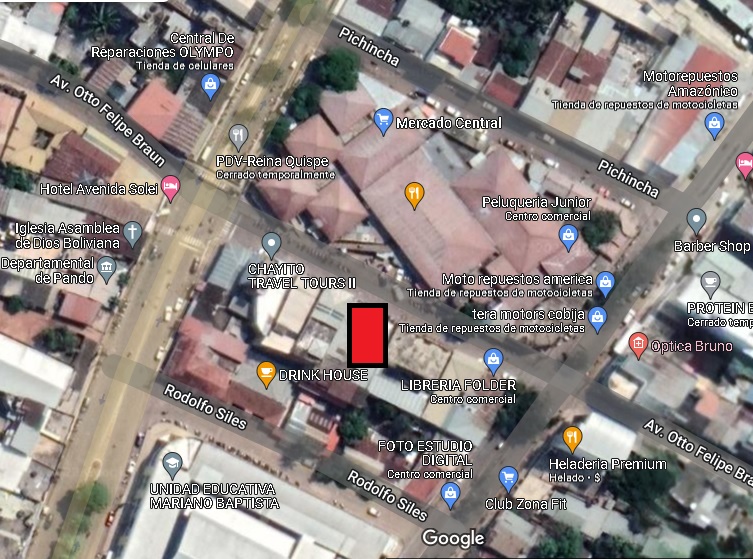 Central De
Reparaciones OLYMPO
Tienda de celulares
Pichincha
Motorepuestos
Amazónico
Tienda de repuestos de motocicletas
Av. Otto Felipe Braun
Mercado Central
PDV-Reina Quispe
Cerrado temporalmente
Pichincha
Hotel Avenida Solei
Peluqueria Junior
Centro comercial
Iglesia Asamblea
de Dios Boliviana
Barber Shop
Departamental
de Pando
CHAYITO
TRAVEL TOURS II
Moto repuestos america
Tienda de repuestos de motocicletas
PROTEIN E
Cerrado temp
tera motors cobija
Tienda de repuestos de motocicletas
Optica Bruno
DRINK HOUSE
LIBRERIA FOLDER
Centro comercial
Rodolfo Siles
Av. Otto Felipe Bra
FOTO ESTUDIO
DIGITAL
Centro comercial
Heladeria Premium
Helado · $
UNIDAD EDUCATIVA
MARIANO BAPTISTA
Rodolfo Siles
Club Zona Fit
Google